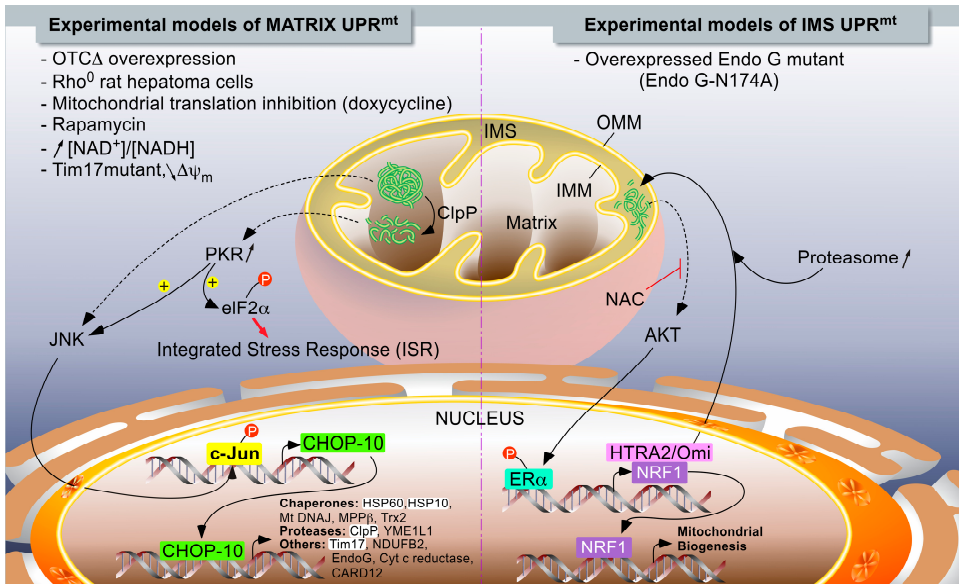 Experimental models of MATRIX UPRmt
- OTCΔ overexpression
- Rho0 rat hepatoma cells
- Mitochondrial translation inhibition (doxycycline)
- Rapamycin
- ↗ [NAD+]/[NADH]
- Tim17mutant,↘Δψm
Experimental models of IMS UPRmt
- Overexpressed Endo G mutant
(Endo G-N174A)
IMS
OMM
IMM
ClpP
Matrix
PKR↗
+
+
P
eIF2α
JNK
Integrated Stress Response (ISR)
Proteasome↗
NAC
AKT
NUCLEUS
P
c-Jun
CHOP-10
CHOP-10
Chaperones: HSP60,HSP10,
Mt DNAJ, MPPβ, Trx2
Proteases: ClpP, YME1L1
Others: Tim17, NDUFB2,
EndoG, Cyt c reductase,
CARD12
P
ERα
HTRA2/Omi
NRF1
NRF1
Mitochondrial
Biogenesis